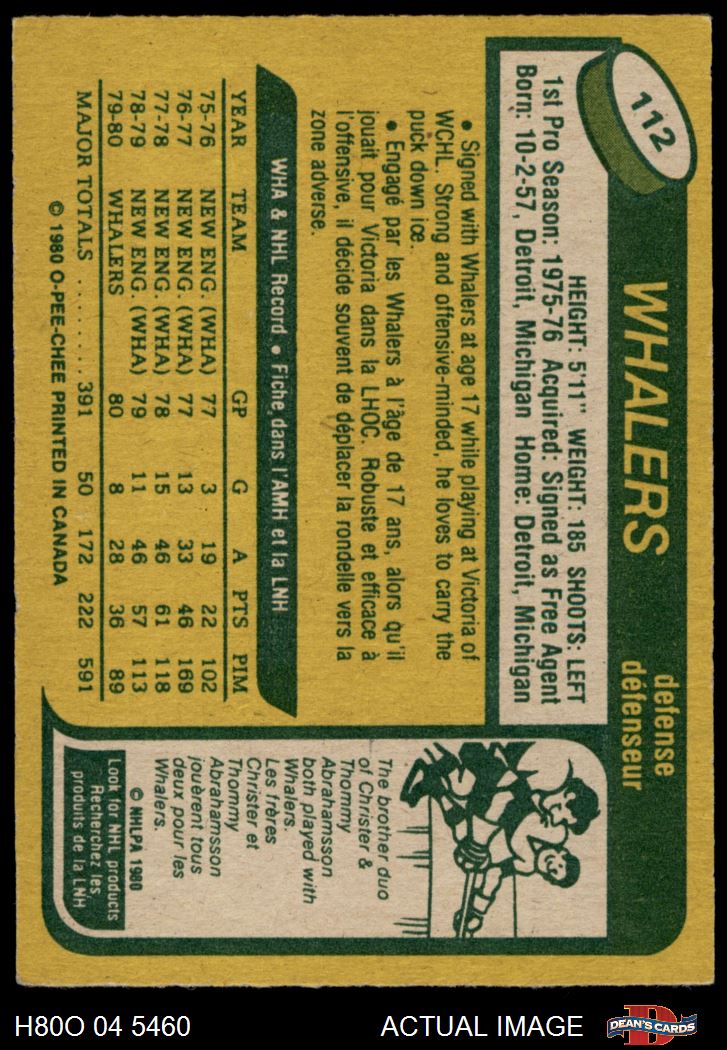 112
WHALERS
defense
defenseur
HEIGHT: 5'11" WEIGHT: 185 SHOOTS: LEFT
1st Pro Season: 1975-76 Acquired: Signed as Free Agent
Born: 10-2-57, Detroit, Michigan Home: Detroit, Michigan
• Signed with Whalers at age 17 while playing at Victoria of
WCHL. Strong and offensive-minded, he loves to carry the
puck down ice.
• Engagé par les Whalers à l'âge de 17 ans, alors qu'il
jouait pour Victoria dans la LHOC. Robuste et efficace à
l'offensive, il décide souvent de déplacer la rondelle vers la
zone adverse.
WHA & NHL Record • Fiche dans l'AMH et la LNH
YEAR TEAM GP G A PTS PIM
75-76 NEW ENG. (WHA) 77 3 19 22 102
76-77 NEW ENG. (WHA) 77 13 33 46 169
77-78 NEW ENG. (WHA) 78 15 46 61 118
78-79 NEW ENG. (WHA) 79 11 46 57 113
79-80 WHALERS 80 8 28 36 89
MAJOR TOTALS ........ 391 50 172 222 591
© 1980 O-PEE-CHEE PRINTED IN CANADA
The brother duo
of Christer &
Thommy
Abrahamsson
both played with
Whalers.
Les frères
Christer et
Thommy
Abrahamsson
jouèrent tous
deux pour les
Whalers.
© NHLPA 1980
Look for NHL products
Recherchez les
produits de la LNH
H80O 04 5460
ACTUAL IMAGE
D
DEAN'S CARDS